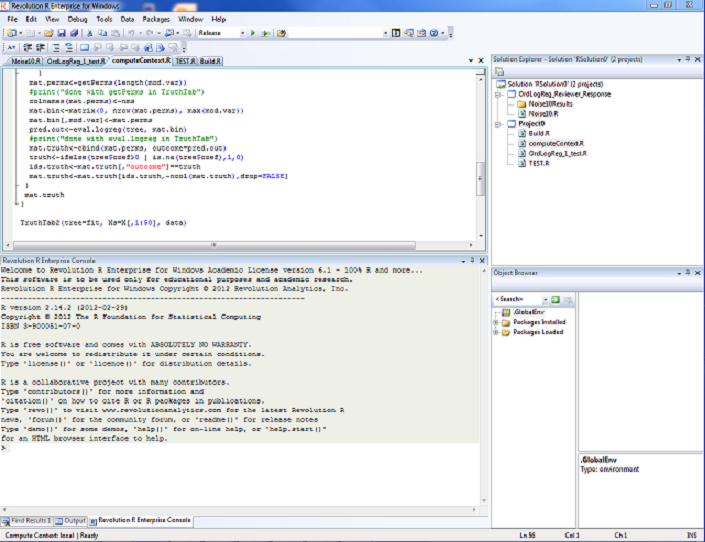 Revolution R Enterprise for Windows
File Edit View Debug Tools Data Packages Window Help
Release
Noise10.R OrdLogReg_1_test.R computeContext.R TEST.R Build.R
}
mat.perms<-getPerms(length(mod.var))
#print("done with getPerms in TruthTab")
colnames(mat.perms)<-nms
mat.bin<-matrix(0, nrow(mat.perms), max(mod.var))
mat.bin[,mod.var]<-mat.perms
pred.out<-eval.logreg(tree, mat.bin)
#print("done with eval.logreg in TruthTab")
mat.truth<-cbind(mat.perms, outcome=pred.out)
truth<-ifelse(tree$coef>0 | is.na(tree$coef),1,0)
ids.truth<-mat.truth[,"outcome"]==truth
mat.truth<-mat.truth[ids.truth,-ncol(mat.truth),drop=FALSE]
}
mat.truth
}
TruthTab2(tree=fit, Xs=X[,1:50], data)
Solution Explorer - Solution 'RSolution0' (2 projects)
Solution 'RSolution0' (2 projects)
OrdLogReg_Reviewer_Response
Noise10Results
Noise10.R
Project0
Build.R
computeContext.R
OrdLogReg_1_test.R
TEST.R
Revolution R Enterprise Console
Welcome to Revolution R Enterprise for Windows Academic License version 6.1 - 100% R and more...
This software is to be used only for educational purposes and academic research.
Revolution R Enterprise for Windows Copyright © 2012 Revolution Analytics, Inc.
R version 2.14.2 (2012-02-29)
Copyright © 2012 The R Foundation for Statistical Computing
ISBN 3-900051-07-0
R is free software and comes with ABSOLUTELY NO WARRANTY.
You are welcome to redistribute it under certain conditions.
Type 'license()' or 'licence()' for distribution details.
R is a collaborative project with many contributors.
Type 'contributors()' for more information and
'citation()' on how to cite R or R packages in publications.
Type 'revo()' to visit www.revolutionanalytics.com for the latest Revolution R
news, 'forum()' for the community forum, or 'readme()' for release notes
Type 'demo()' for some demos, 'help()' for on-line help, or 'help.start()'
for an HTML browser interface to help.
>
Object Browser
<Search>
.GlobalEnv
Packages Installed
Packages Loaded
.GlobalEnv
Type: environment
Find Results 1 Output Revolution R Enterprise Console
Compute Context: local | Ready Ln 95 Col 1 Ch 1 INS